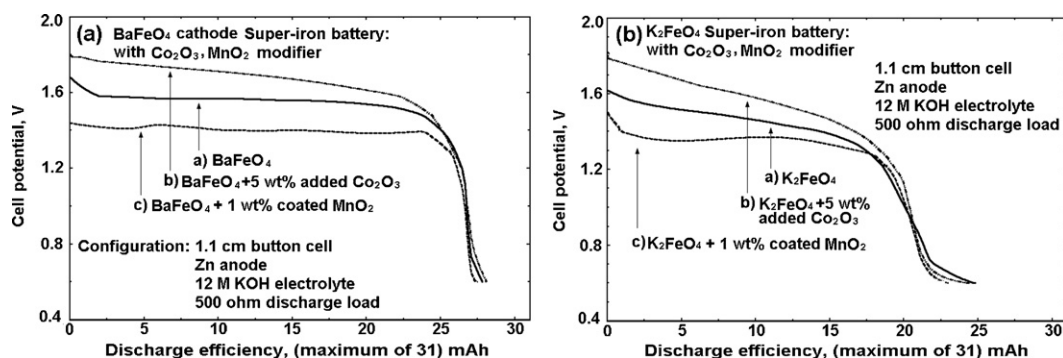 (a) BaFeO₄ cathode Super-iron battery:
with Co₂O₃, MnO₂ modifier
a) BaFeO₄
b) BaFeO₄+5 wt% added Co₂O₃
c) BaFeO₄ + 1 wt% coated MnO₂
Configuration: 1.1 cm button cell
Zn anode
12 M KOH electrolyte
500 ohm discharge load
Cell potential, V
2.0
1.6
1.2
0.8
0.4
0 5 10 15 20 25 30
Discharge efficiency, (maximum of 31) mAh
(b) K₂FeO₄ Super-iron battery:
with Co₂O₃, MnO₂ modifier
1.1 cm button cell
Zn anode
12 M KOH electrolyte
500 ohm discharge load
a) K₂FeO₄
b) K₂FeO₄+5 wt%
added Co₂O₃
c) K₂FeO₄ + 1 wt% coated MnO₂
Cell potential, V
2.0
1.6
1.2
0.8
0.4
0 5 10 15 20 25 30
Discharge efficiency, (maximum of 31) mAh